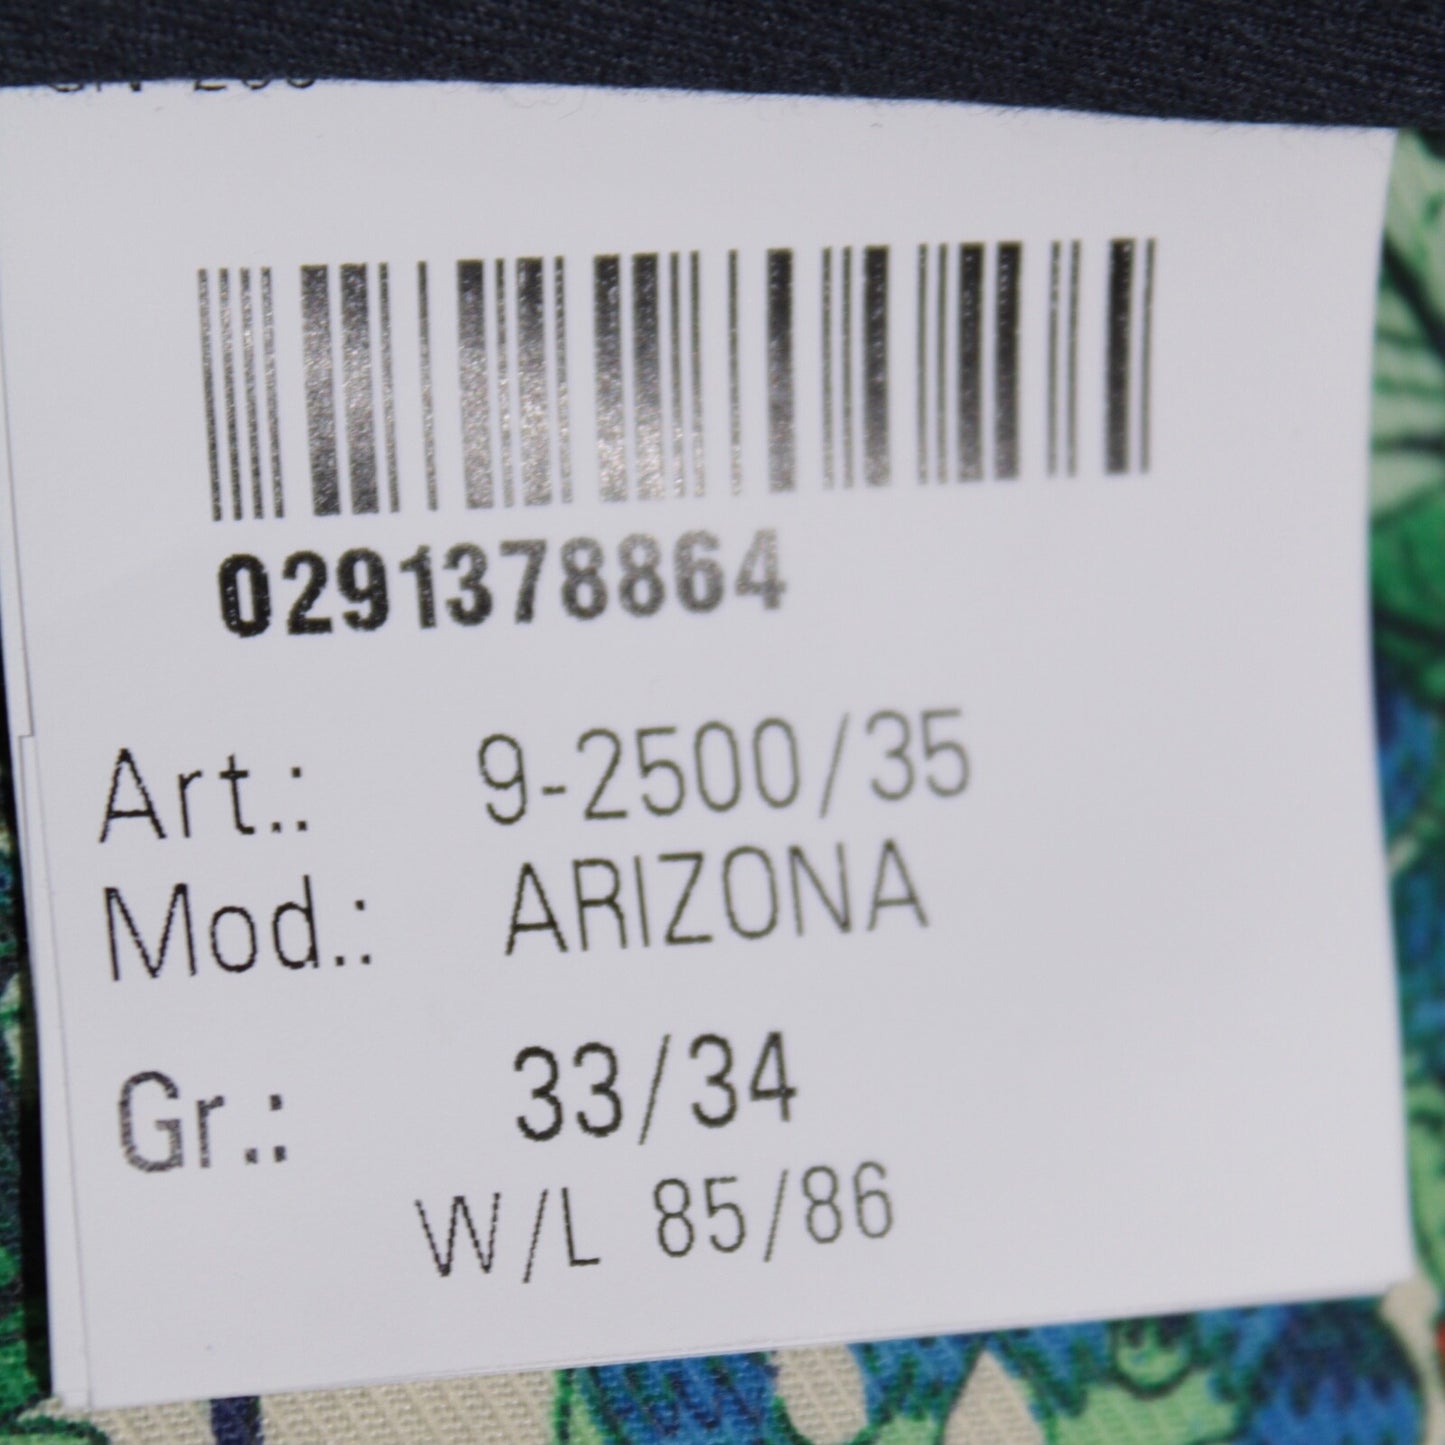 0291378864
Art.: 9-2500/35
Mod.: ARIZONA
Gr.: 33/34
W/L 85/86